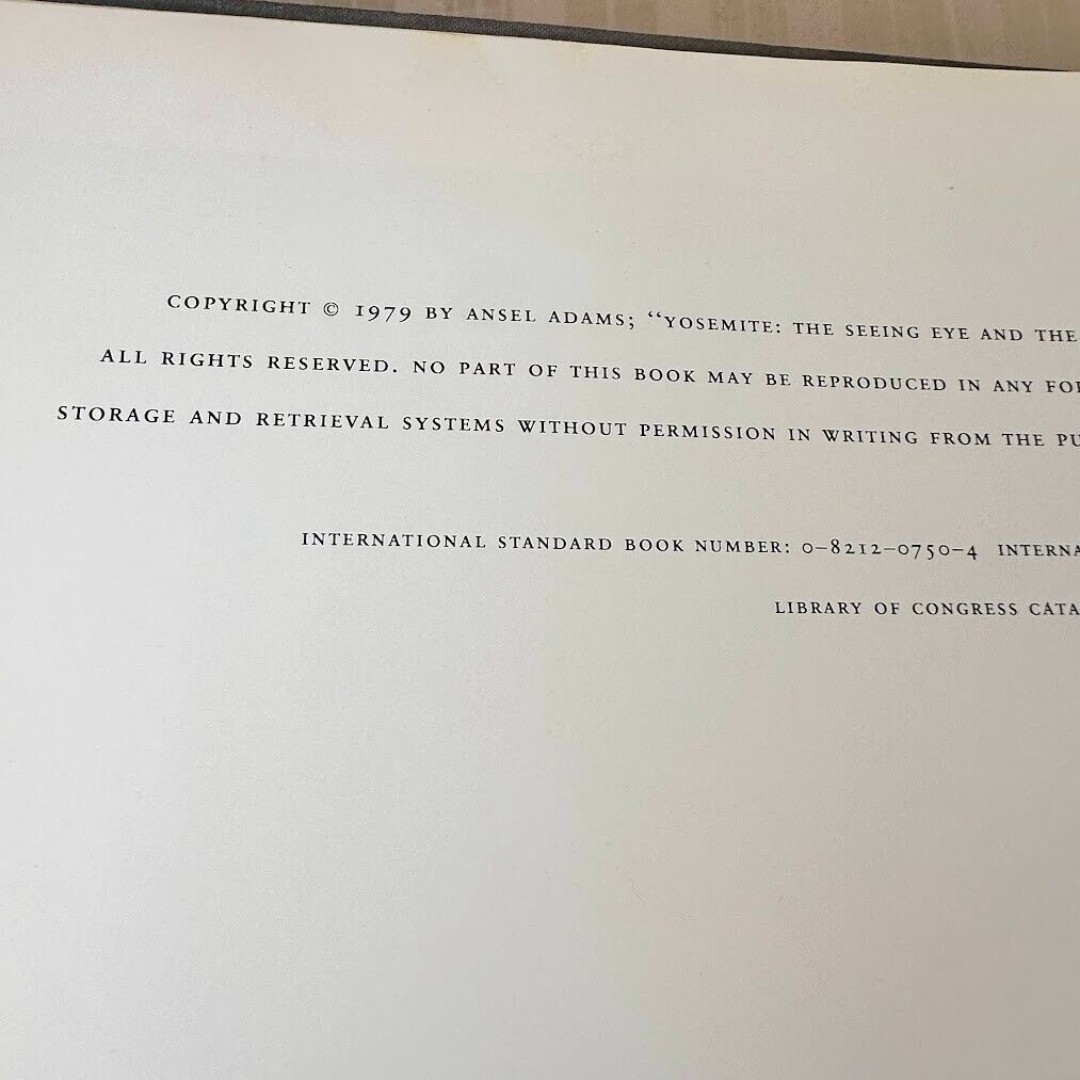 COPYRIGHT © 1979 BY ANSEL ADAMS; “YOSEMITE: THE SEEING EYE AND THE
ALL RIGHTS RESERVED. NO PART OF THIS BOOK MAY BE REPRODUCED IN ANY
STORAGE AND RETRIEVAL SYSTEMS WITHOUT PERMISSION IN WRITING FROM THE
INTERNATIONAL STANDARD BOOK NUMBER: 0–8212–0750–4
LIBRARY OF CONGRESS